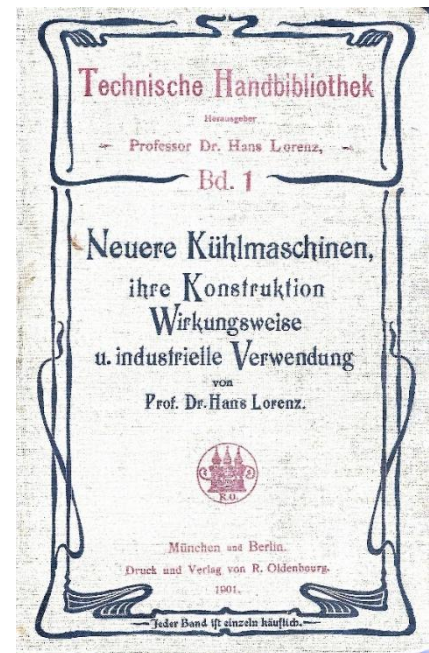 Technische Handbibliothek
Herausgeber
Professor Dr. Hans Lorenz,
Bd. 1
Neuere Kühlmaschinen,
ihre Konstruktion
Wirkungsweise
u. industrielle Verwendung
von
Prof. Dr. Hans Lorenz.
R.O.
München und Berlin.
Druck und Verlag von R. Oldenbourg.
1901.
Jeder Band ist einzeln käuflich.